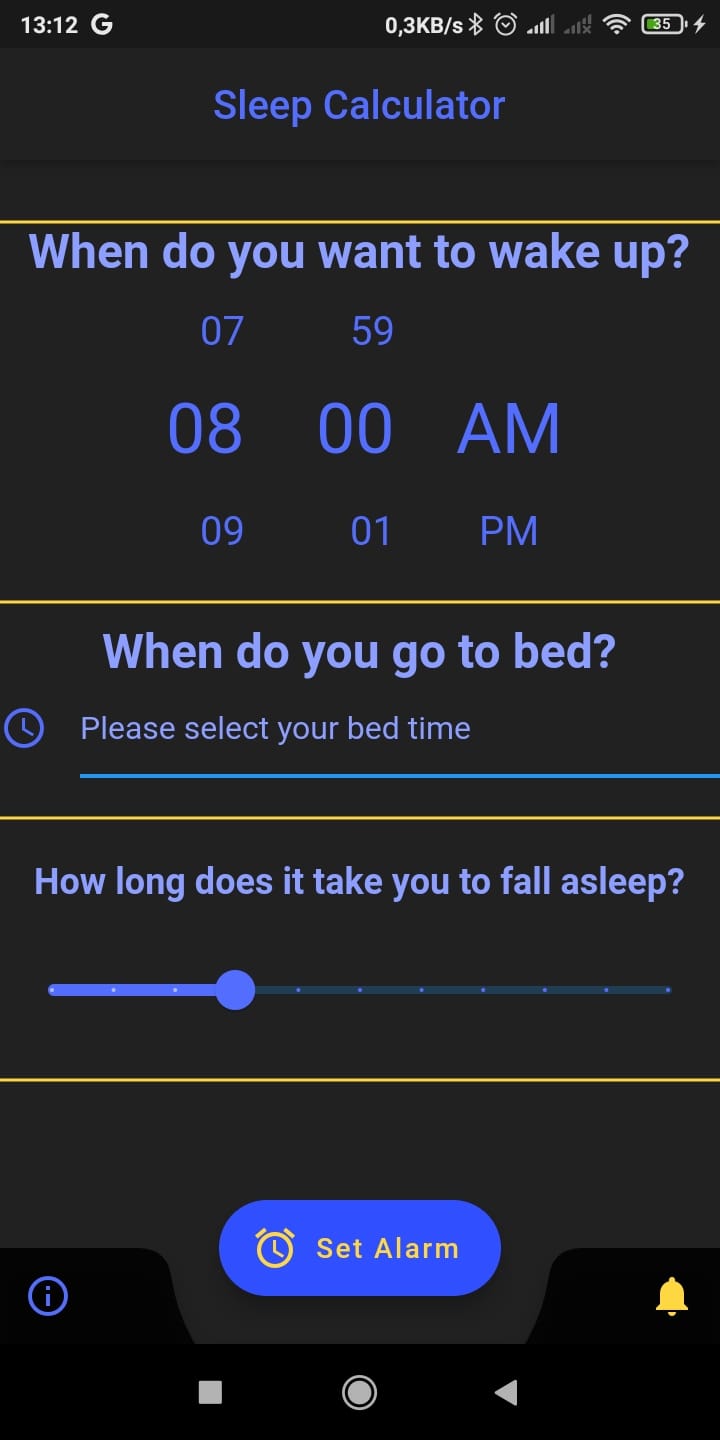 13:12 G 0,3KB/s 35
Sleep Calculator
When do you want to wake up?
07 59
08 00 AM
09 01 PM
When do you go to bed?
Please select your bed time
How long does it take you to fall asleep?
Set Alarm